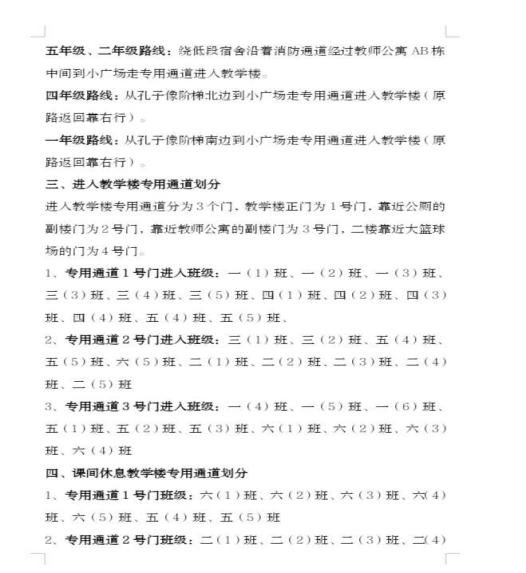 五年级、二年级路线：绕低段宿舍沿着消防通道经过教师公寓 AB 栋
中间到小广场走专用通道进入教学楼。
四年级路线：从孔子像阶梯北边到小广场走专用通道进入教学楼（原
路返回靠右行）。
一年级路线：从孔子像阶梯南边到小广场走专用通道进入教学楼（原
路返回靠右行）。
三、进入教学楼专用通道划分
进入教学楼专用通道分为 3 个门，教学楼正门为 1 号门，靠近公厕的
副楼门为 2 号门，靠近教师公寓的副楼门为 3 号门，二楼靠近大篮球
场的门为 4 号门。
1、专用通道 1 号门进入班级：一（1）班、一（2）班、一（3）班、
三（3）班、三（4）班、三（5）班、四（1）班、四（2）班、四（3）
班、四（4）班、五（4）班、五（5）班、
2、专用通道 2 号门进入班级：三（1）班、三（2）班、五（4）班、
五（5）班、六（5）班、二（1）班、二（2）班、二（3）班、二（4）
班、二（5）班
3、专用通道 3 号门进入班级：一（4）班、一（5）班、一（6）班、
五（1）班、五（2）班、五（3）班、六（1）班、六（2）班、六（3）
班、六（4）班
四、课间休息教学楼专用通道划分
1、专用通道 1 号门班级：六（1）班、六（2）班、六（3）班、六（4）
班、六（5）班、五（4）班、五（5）班
2、专用通道 2 号门班级：二（1）班、二（2）班、二（3）班、二（4）